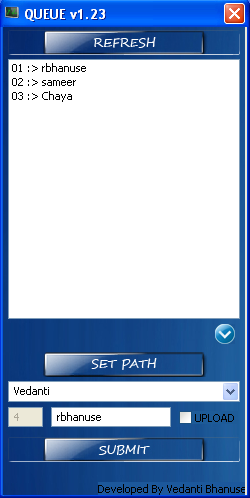 QUEUE v1.23
REFRESH
01 :> rbhanuse
02 :> sameer
03 :> Chaya
SET PATH
Vedanti
4 rbhanuse UPLOAD
SUBMIT
Developed By Vedanti Bhanuse